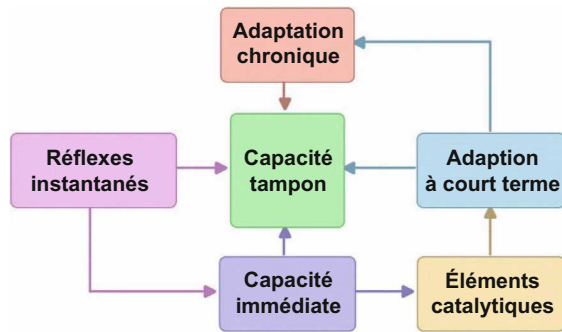 Adaptation
chronique
Réflexes
instantanés
Capacité
tampon
Adaption
à court terme
Capacité
immédiate
Éléments
catalytiques